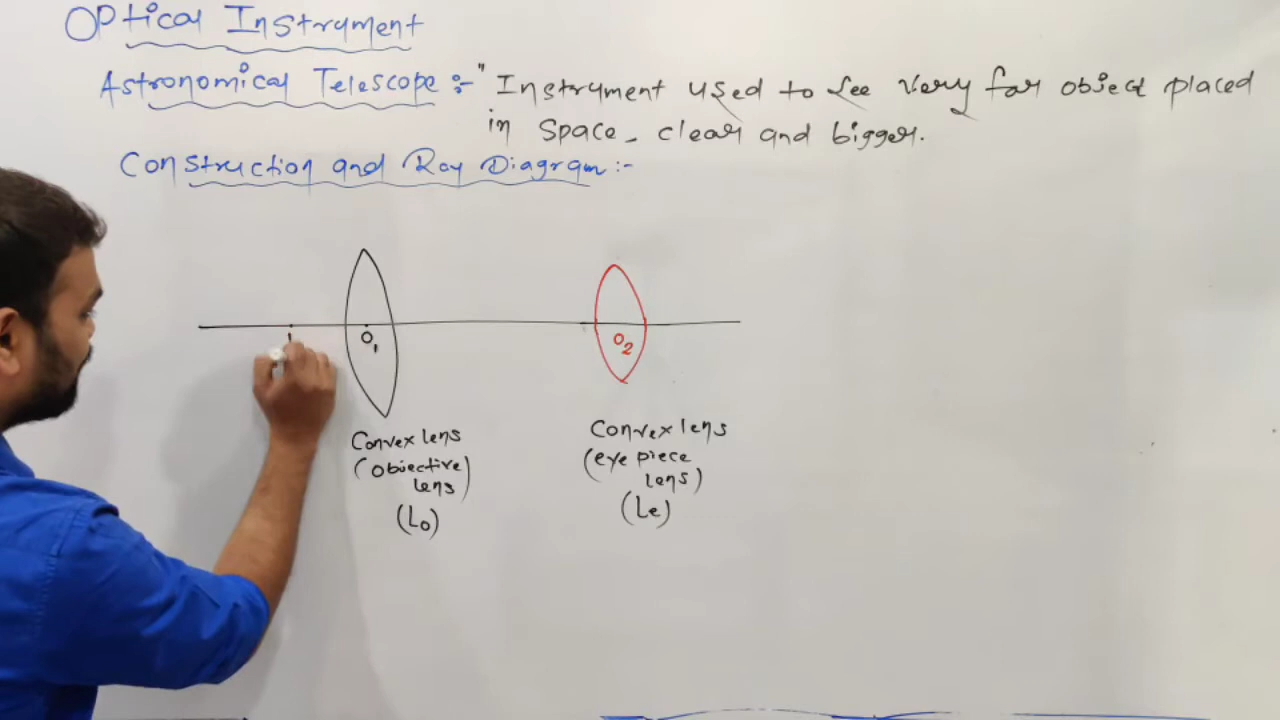 Optical Instrument
Astronomical Telescope :- " Instrument used to see very far object placed
in space - clear and bigger.
Construction and Ray Diagram :-
O1
O2
Convex lens
(objective
lens)
(Lo)
Convex lens
(eye piece
lens)
(Le)